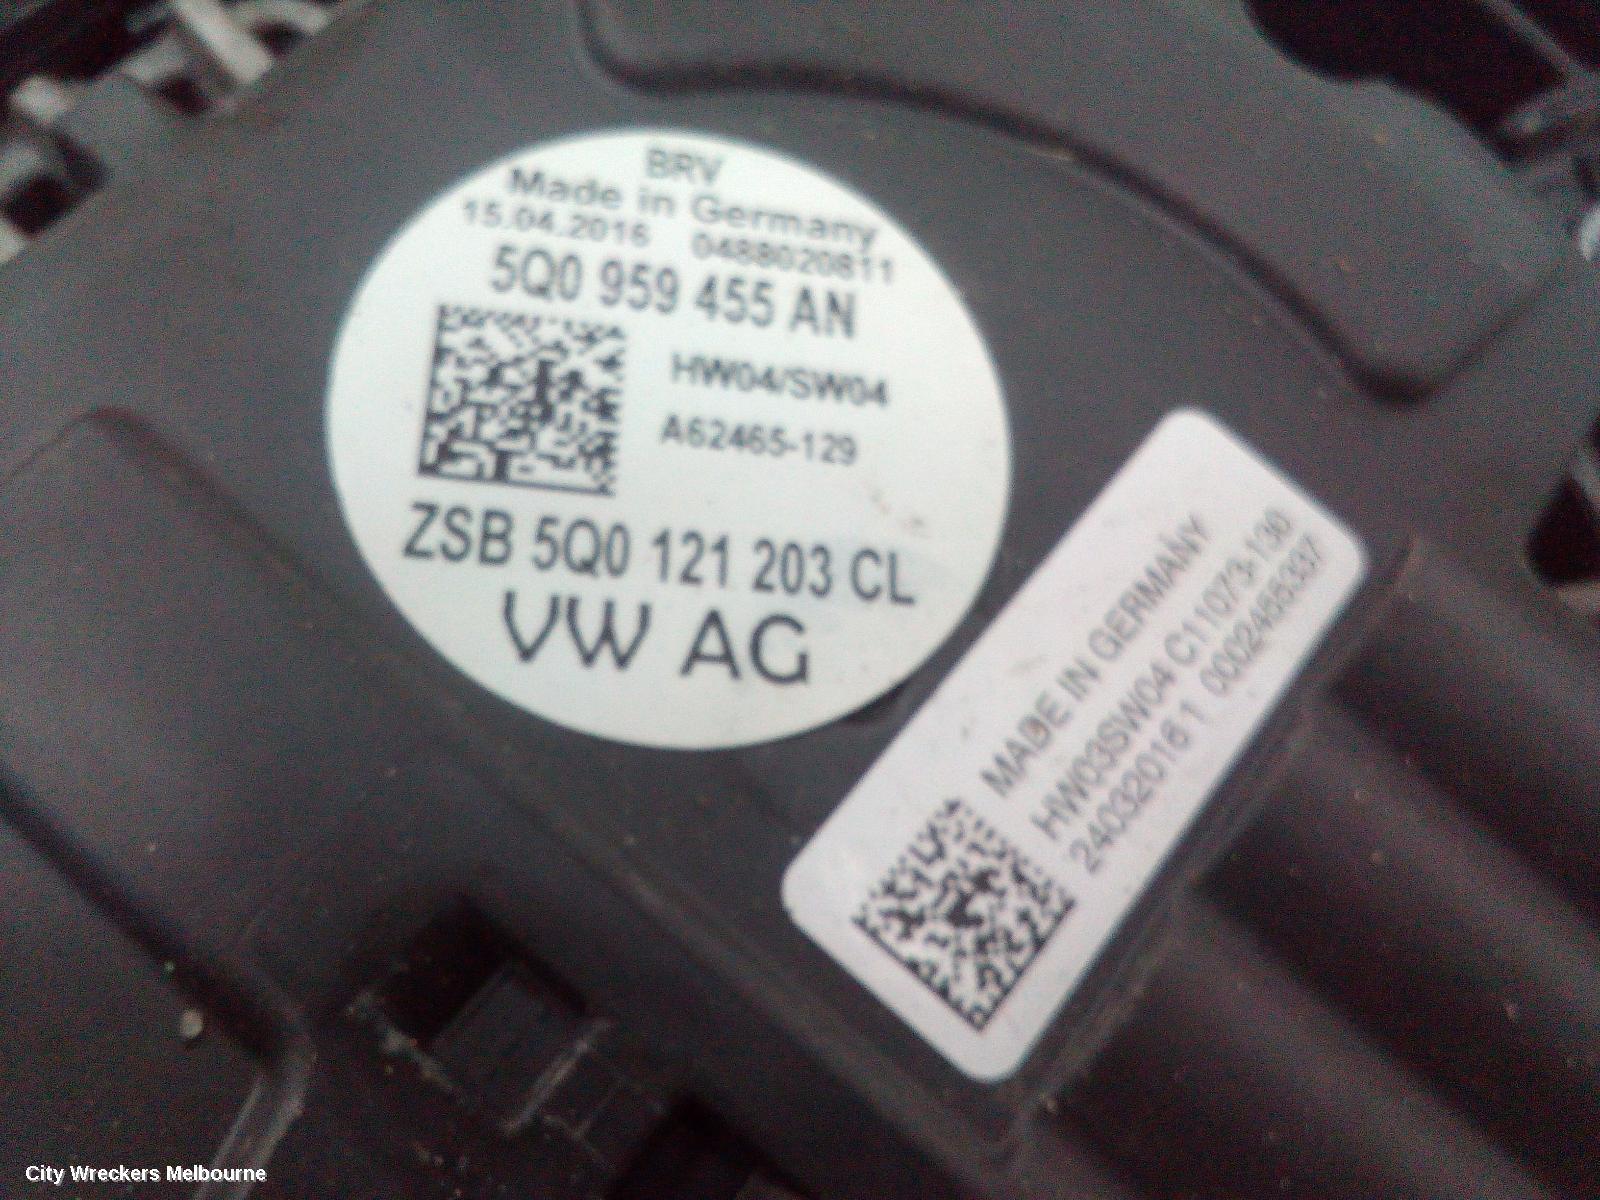 BRV
Made in Germany
15.04.2016 0488020811
5Q0 959 455 AN
HW04/SW04
A62465-129
ZSB 5Q0 121 203 CL
VW AG
MADE IN GERMANY
HW03SW04 C11073-130
240320161 0002465337
City Wreckers Melbourne